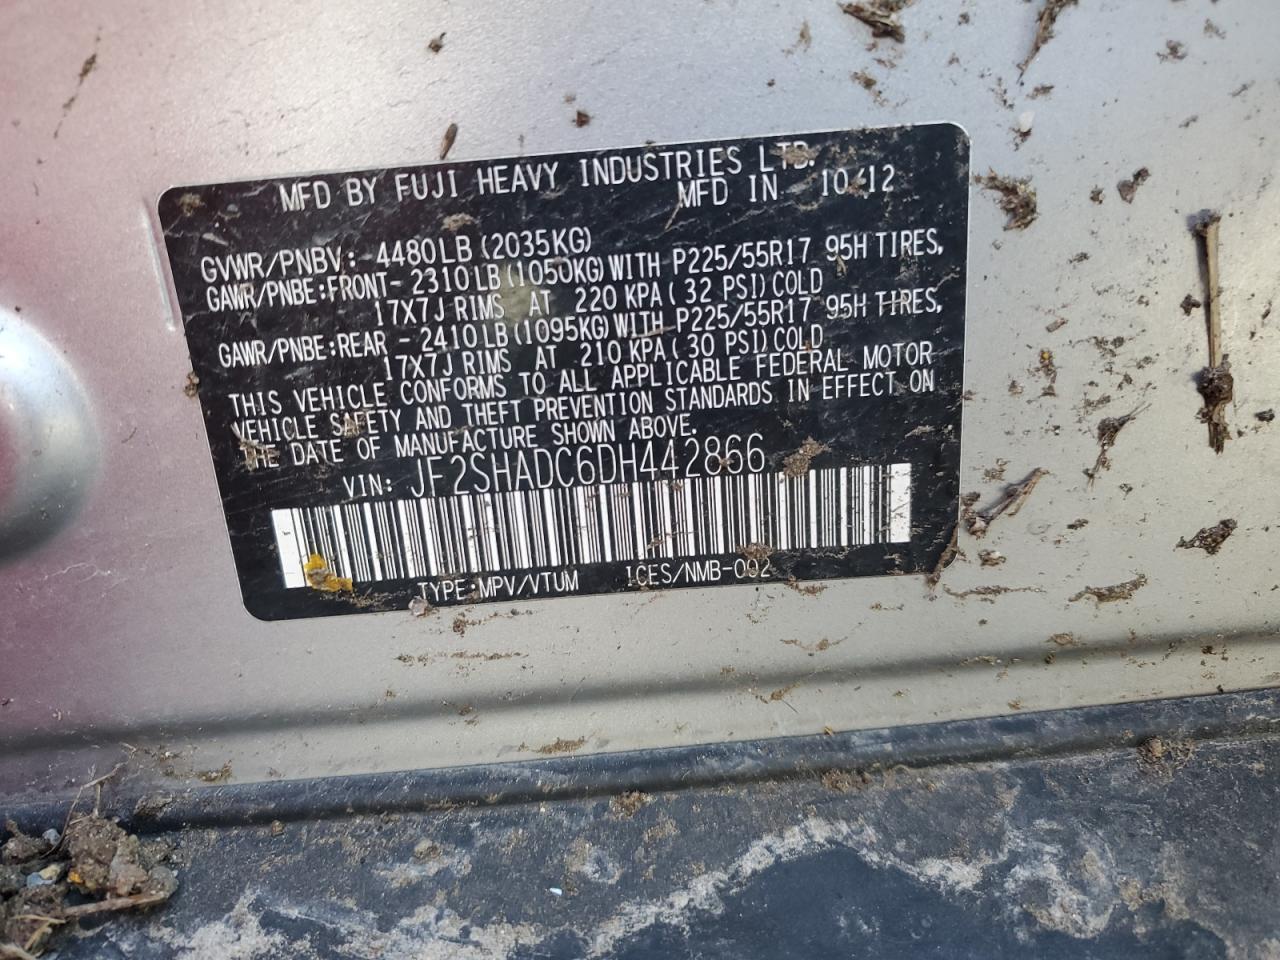 MFD BY FUJI HEAVY INDUSTRIES LTD.
MFD IN 10/12
GVWR/PNBV: 4480LB(2035KG)
GAWR/PNBE:FRONT- 2310LB(1050KG)WITH P225/55R17 95H TIRES,
17X7J RIMS AT 220 KPA( 32 PSI)COLD
GAWR/PNBE:REAR - 2410LB(1095KG)WITH P225/55R17 95H TIRES,
17X7J RIMS AT 210 KPA( 30 PSI)COLD
THIS VEHICLE CONFORMS TO ALL APPLICABLE FEDERAL MOTOR
VEHICLE SAFETY AND THEFT PREVENTION STANDARDS IN EFFECT ON
THE DATE OF MANUFACTURE SHOWN ABOVE.
VIN: JF2SHADC6DH442866
TYPE:MPV/VTUM ICES/NMB-002